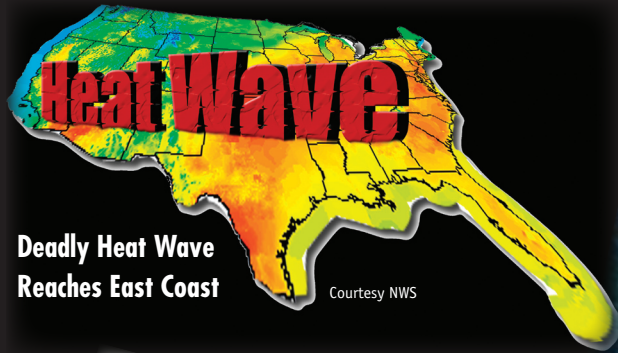 Heat Wave
Deadly Heat Wave
Reaches East Coast
Courtesy NWS